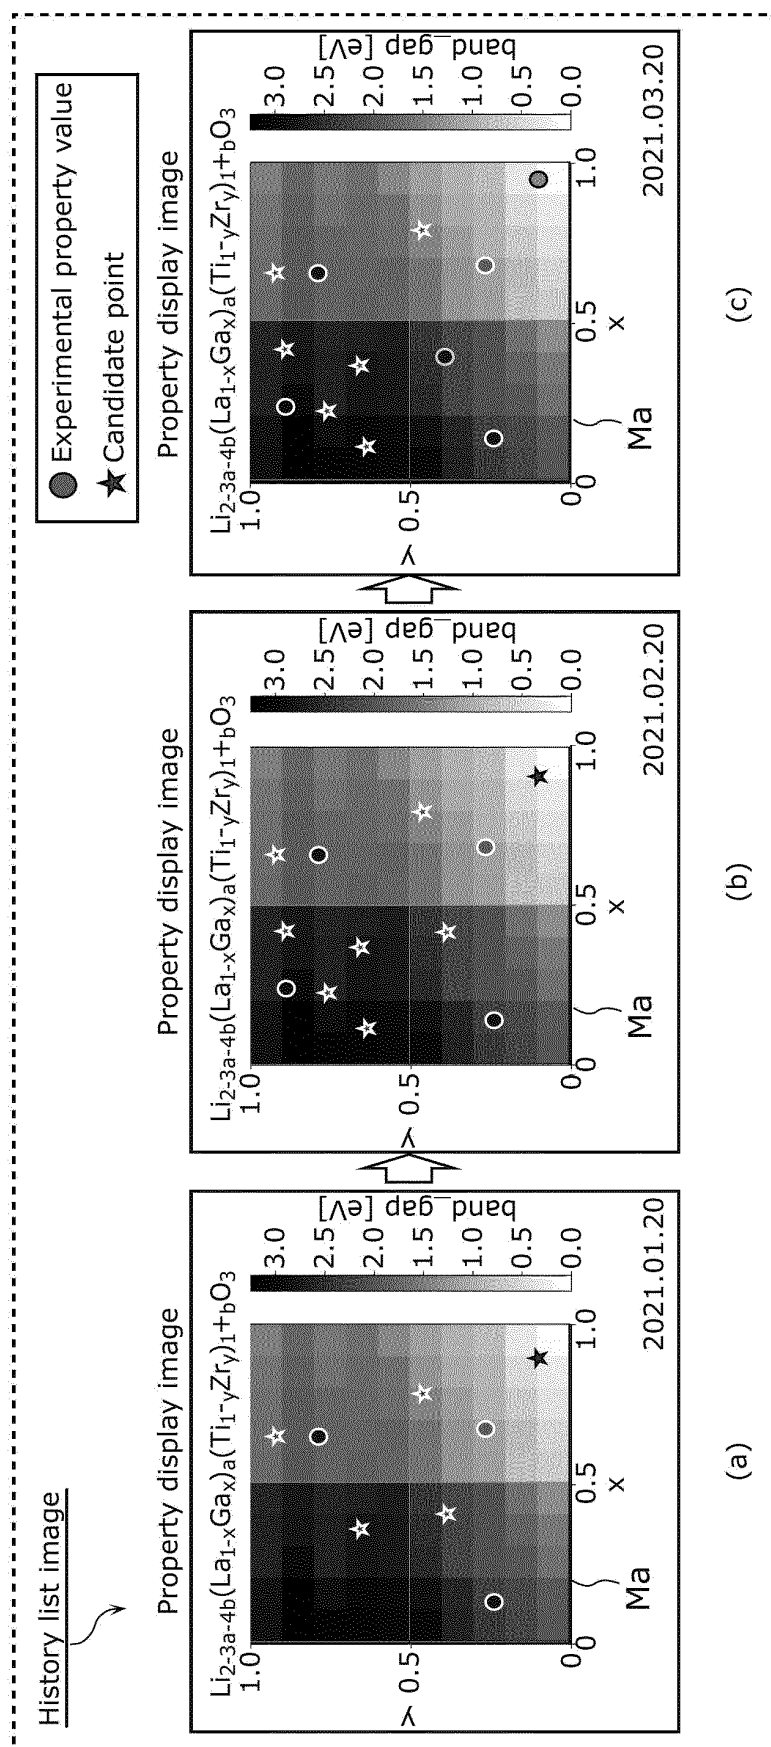 History list image
Experimental property value
Candidate point
Property display image
Li2-3a-4b(La1-xGax)a(Ti1-yZry)1+bO3
1.0
0.5
0
y
0
0.5
1.0
x
Ma
3.0
2.5
2.0
1.5
1.0
0.5
0.0
band_gap [eV]
2021.01.20
(a)
Property display image
Li2-3a-4b(La1-xGax)a(Ti1-yZry)1+bO3
1.0
0.5
0
y
0
0.5
1.0
x
Ma
3.0
2.5
2.0
1.5
1.0
0.5
0.0
band_gap [eV]
2021.02.20
(b)
Property display image
Li2-3a-4b(La1-xGax)a(Ti1-yZry)1+bO3
1.0
0.5
0
y
0
0.5
1.0
x
Ma
3.0
2.5
2.0
1.5
1.0
0.5
0.0
band_gap [eV]
2021.03.20
(c)